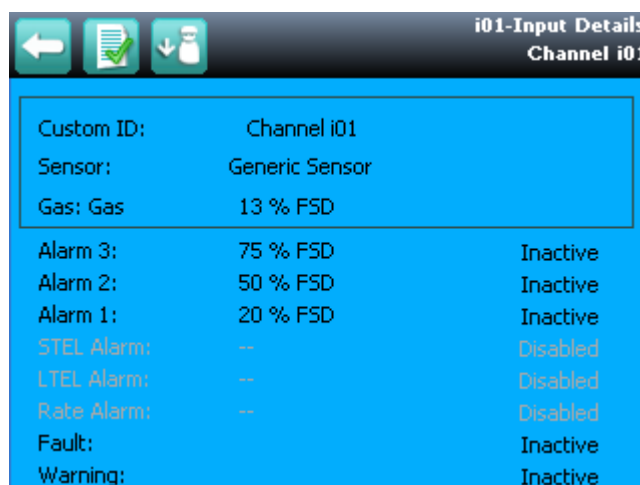 i01-Input Details
Channel i01
Custom ID: Channel i01
Sensor: Generic Sensor
Gas: Gas 13 % FSD
Alarm 3: 75 % FSD Inactive
Alarm 2: 50 % FSD Inactive
Alarm 1: 20 % FSD Inactive
STEL Alarm: -- Disabled
LTEL Alarm: -- Disabled
Rate Alarm: -- Disabled
Fault: Inactive
Warning: Inactive